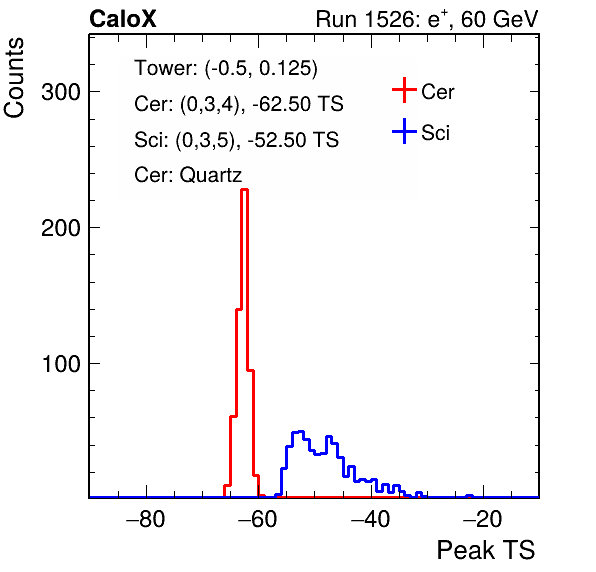 CaloX Run 1526: e⁺, 60 GeV
Counts
Tower: (-0.5, 0.125)
Cer: (0,3,4), -62.50 TS
Sci: (0,3,5), -52.50 TS
Cer: Quartz
Cer
Sci
300
200
100
−80 −60 −40 −20
Peak TS